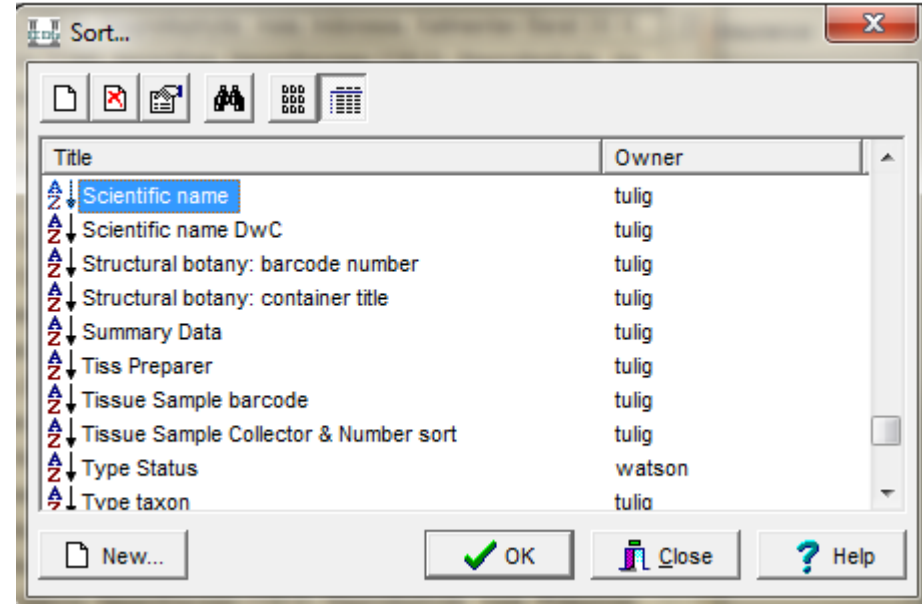 Sort...
Title Owner
Scientific name tulig
Scientific name DwC tulig
Structural botany: barcode number tulig
Structural botany: container title tulig
Summary Data tulig
Tiss Preparer tulig
Tissue Sample barcode tulig
Tissue Sample Collector & Number sort tulig
Type Status watson
Type taxon tulig
New... OK Close Help